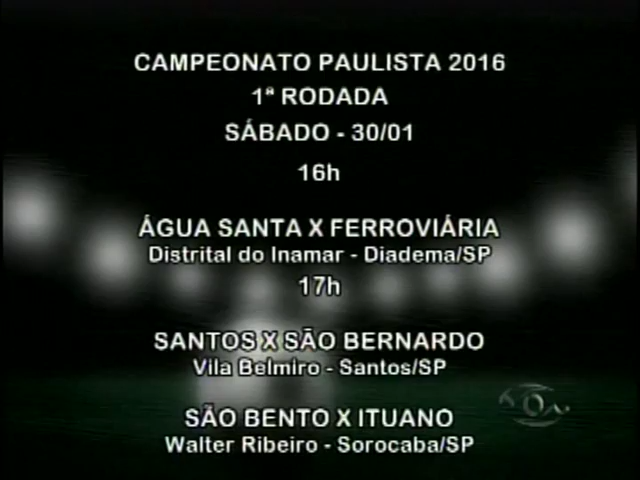 CAMPEONATO PAULISTA 2016
1ª RODADA
SÁBADO - 30/01
16h
ÁGUA SANTA X FERROVIÁRIA
Distrital do Inamar - Diadema/SP
17h
SANTOS X SÃO BERNARDO
Vila Belmiro - Santos/SP
SÃO BENTO X ITUANO
Walter Ribeiro - Sorocaba/SP